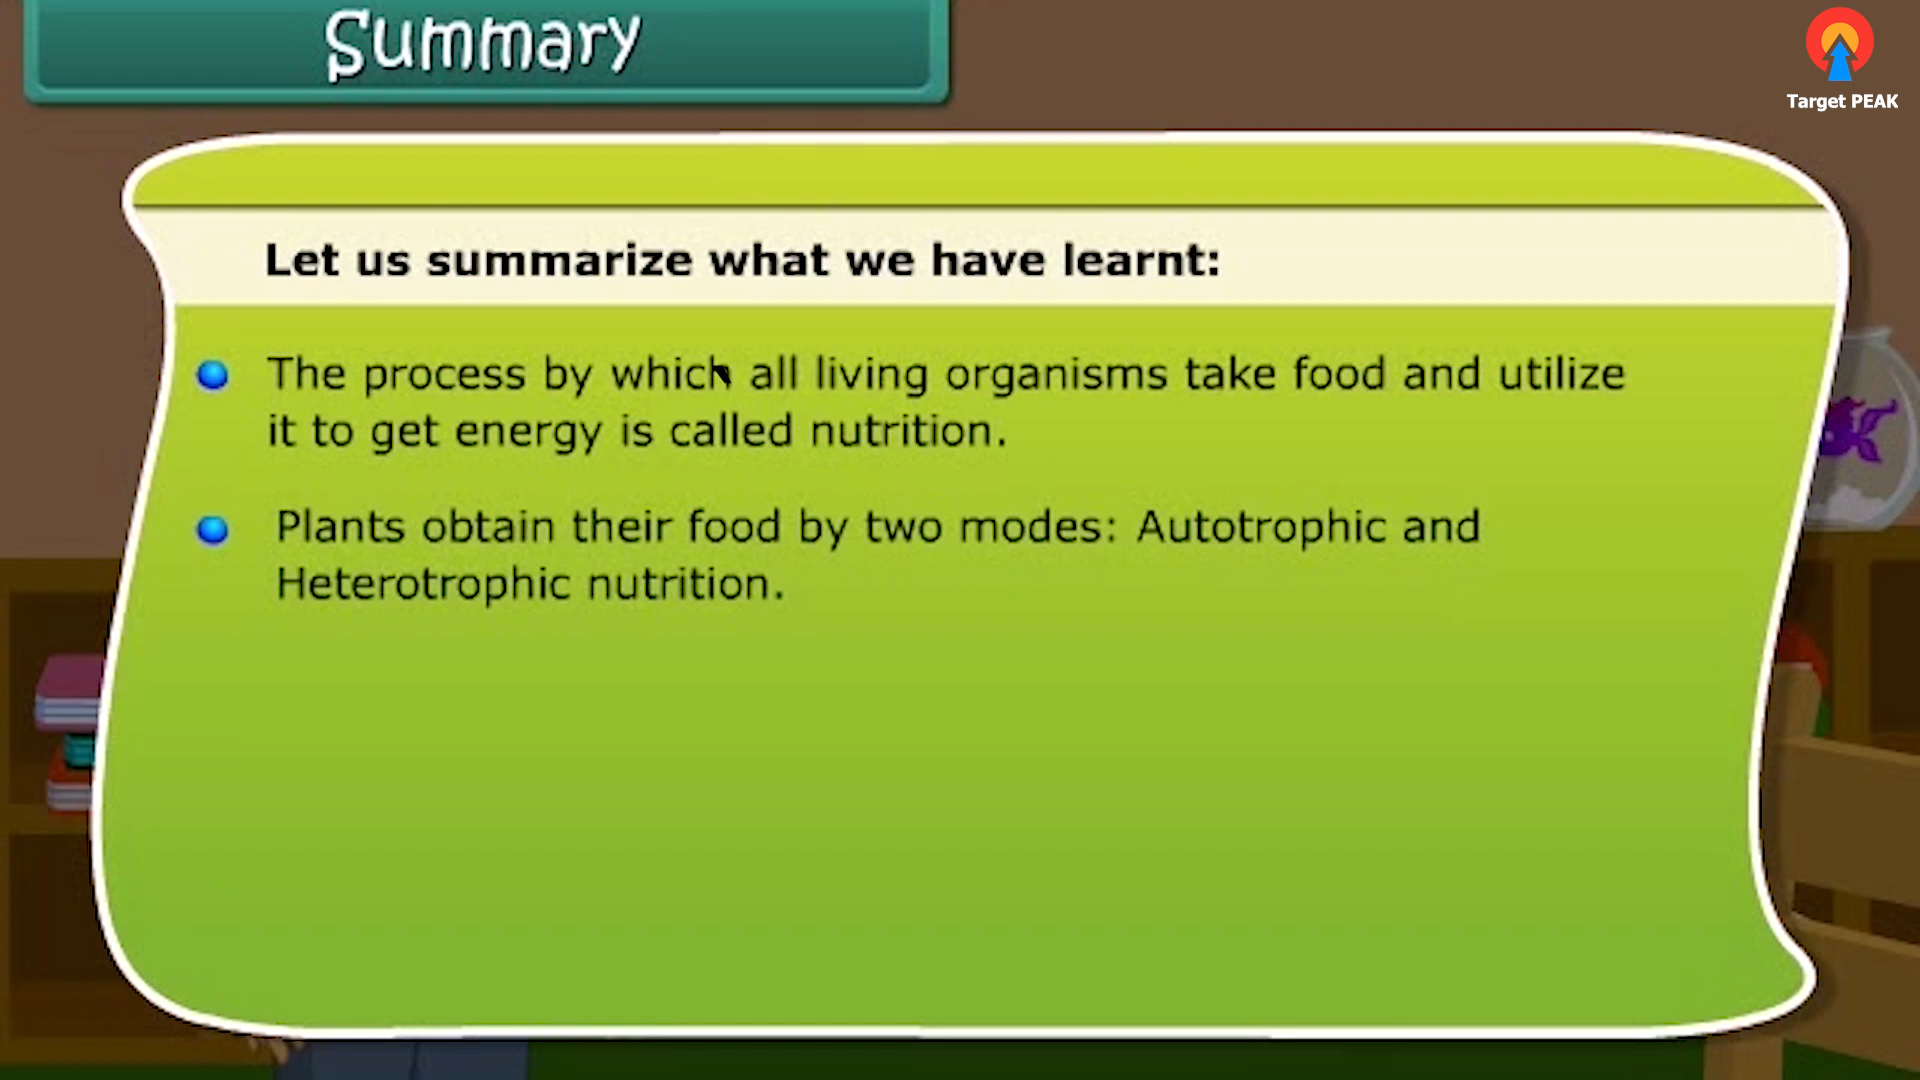 Summary
Target PEAK
Let us summarize what we have learnt:
The process by which all living organisms take food and utilize
it to get energy is called nutrition.
Plants obtain their food by two modes: Autotrophic and
Heterotrophic nutrition.